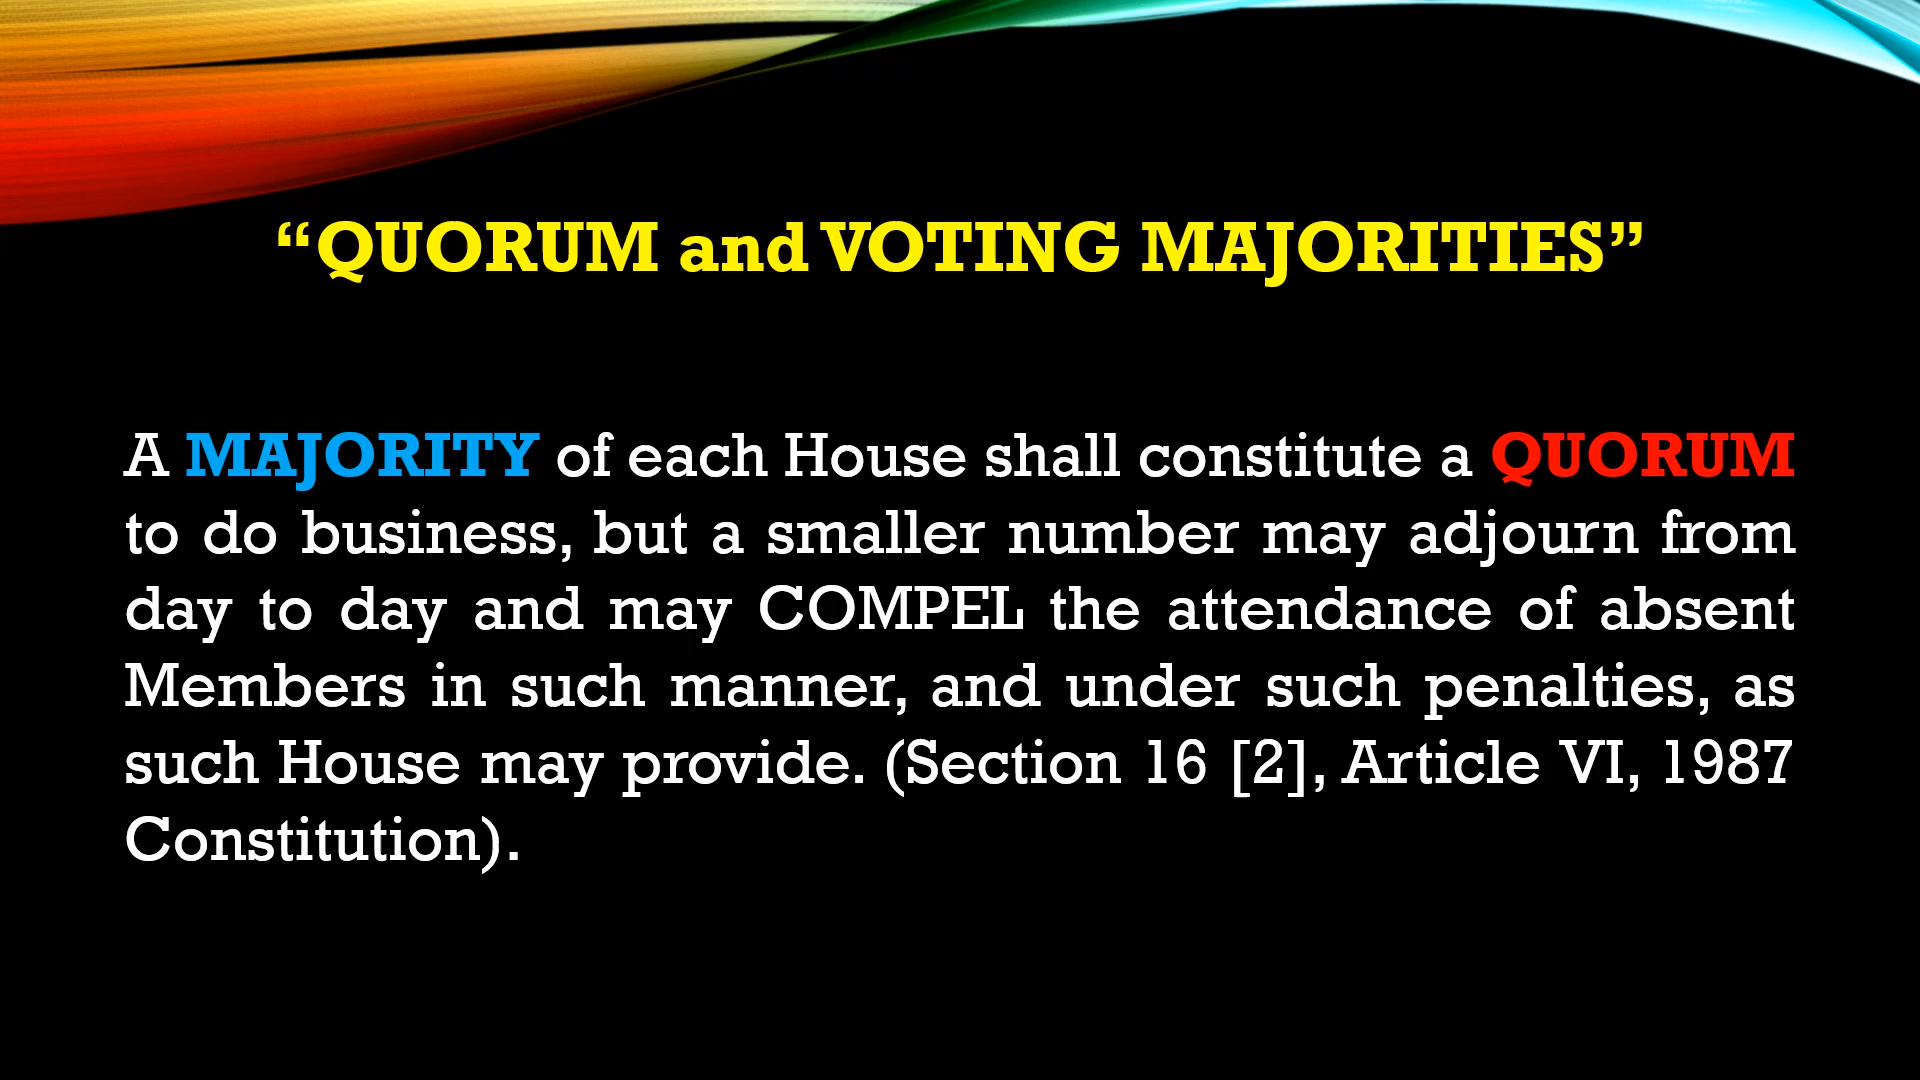 “QUORUM and VOTING MAJORITIES”
A MAJORITY of each House shall constitute a QUORUM
to do business, but a smaller number may adjourn from
day to day and may COMPEL the attendance of absent
Members in such manner, and under such penalties, as
such House may provide. (Section 16 [2], Article VI, 1987
Constitution).